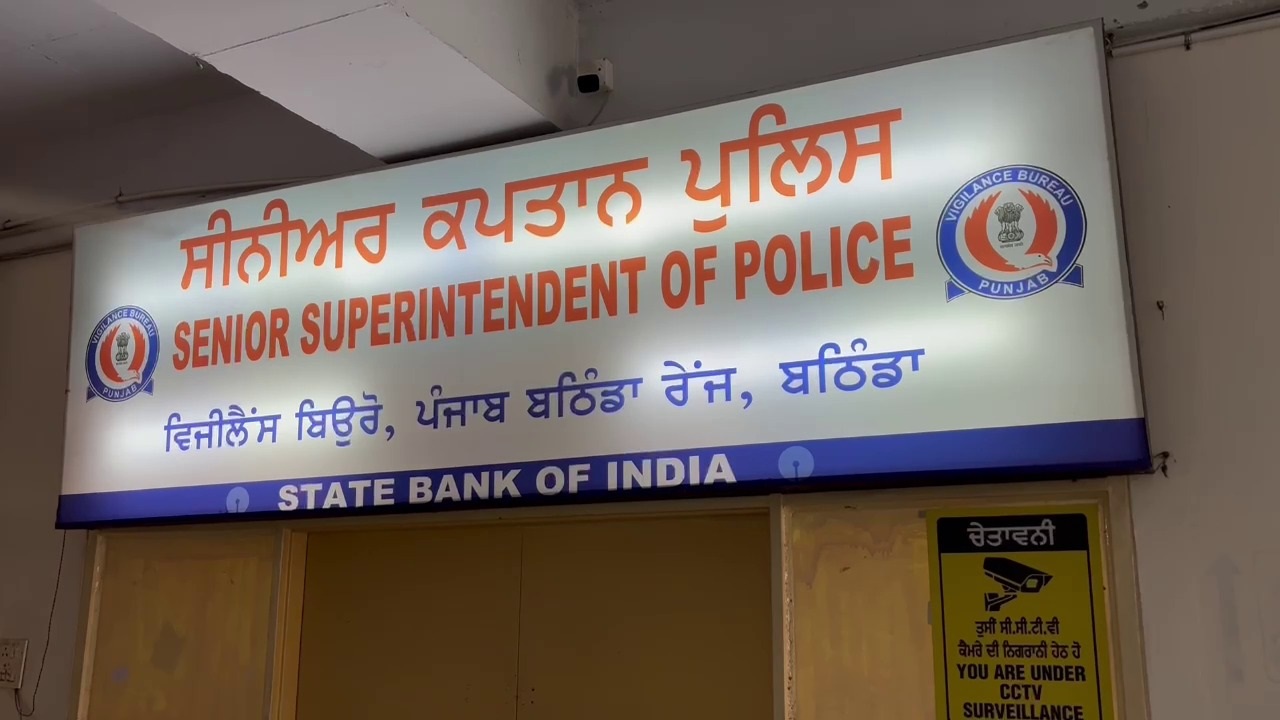 ਸੀਨੀਅਰ ਕਪਤਾਨ ਪੁਲਿਸ
SENIOR SUPERINTENDENT OF POLICE
VIGILANCE BUREAU
PUNJAB
VIGILANCE BUREAU
PUNJAB
ਵਿਜੀਲੈਂਸ ਬਿਊਰੋ, ਪੰਜਾਬ ਬਠਿੰਡਾ ਰੇਂਜ, ਬਠਿੰਡਾ
STATE BANK OF INDIA
ਚੇਤਾਵਨੀ
ਤੁਸੀਂ ਸੀ.ਸੀ.ਟੀ.ਵੀ
ਕੈਮਰੇ ਦੀ ਨਿਗਰਾਨੀ ਹੇਠ ਹੋ
YOU ARE UNDER
CCTV
SURVEILLANCE